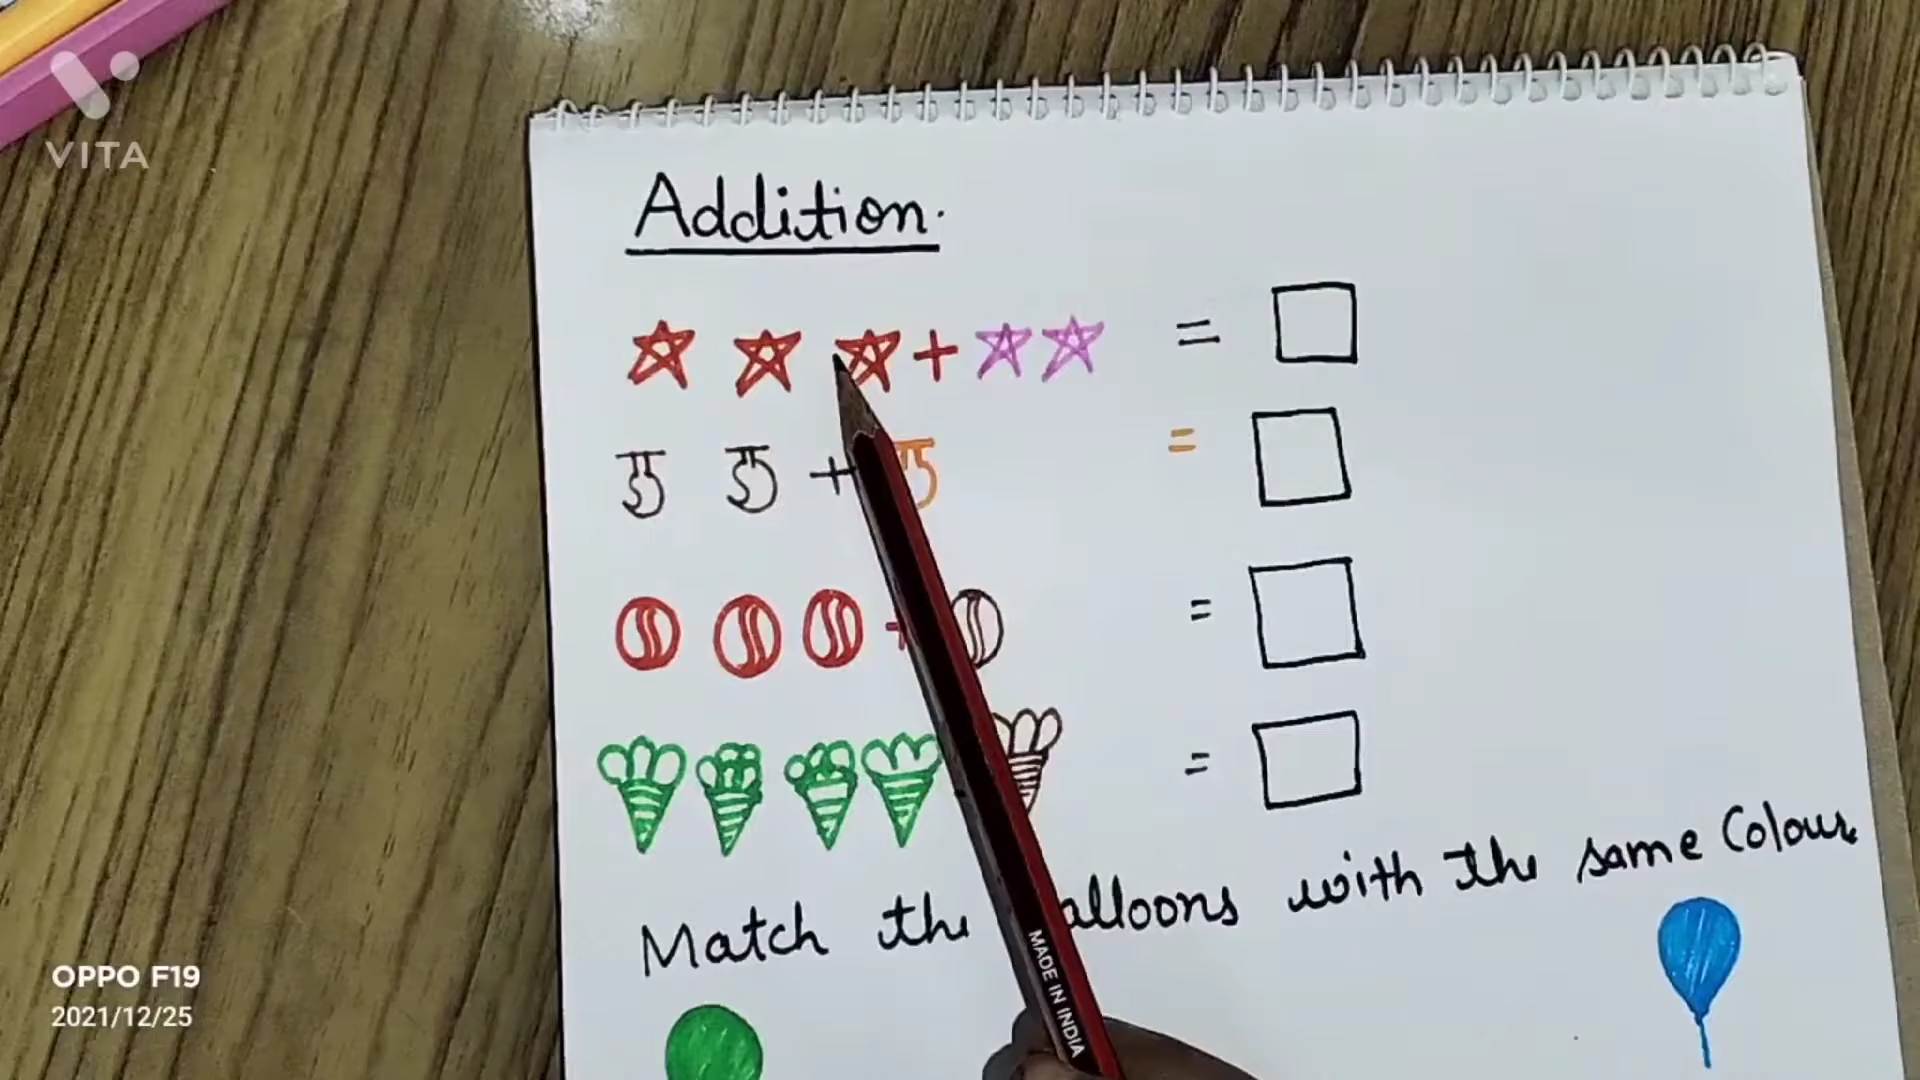 VITA
Addition.
+ =
+ =
+ =
=
Match the alloons with the same Colour
MADE IN INDIA
OPPO F19
2021/12/25